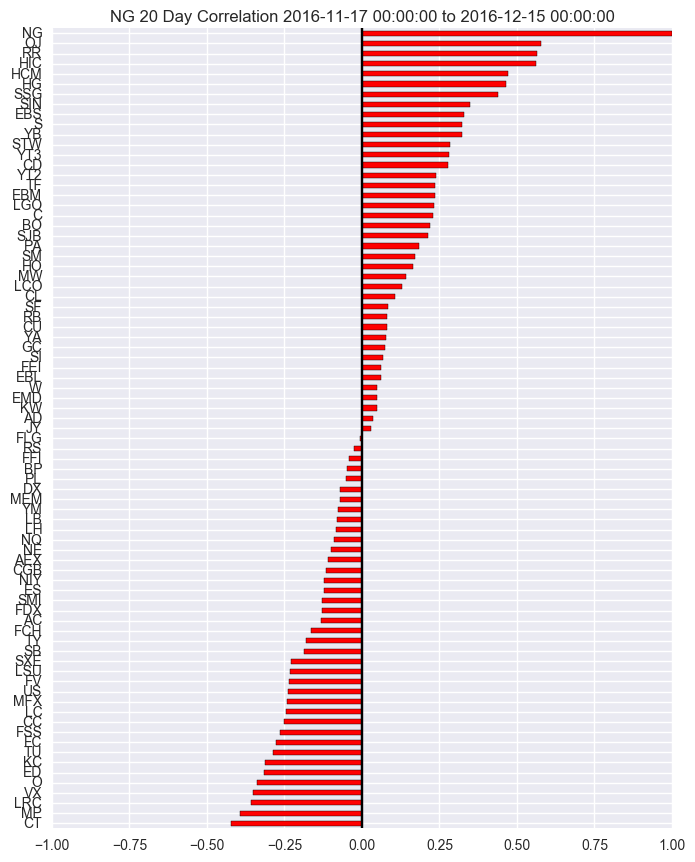 NG 20 Day Correlation 2016-11-17 00:00:00 to 2016-12-15 00:00:00
NG
OJ
RR
HIC
HCM
HG
SSG
SIN
EBS
S
YB
STW
YT3
CD
YT2
TF
EBM
LGO
C
BO
SJB
PA
SM
HO
MW
LCO
CL
SF
RB
CU
YA
GC
SI
FEI
EBL
W
EMD
KW
AD
JY
FLG
RS
FFI
BP
PL
DX
MEM
YM
LB
LH
NQ
NE
AEX
CGB
NIY
ES
SMI
FDX
AC
FCH
TY
SB
SXE
LSU
FV
US
MFX
LC
CC
FSS
EC
TU
KC
ED
O
VX
LRC
MP
CT
−1.00 −0.75 −0.50 −0.25 0.00 0.25 0.50 0.75 1.00